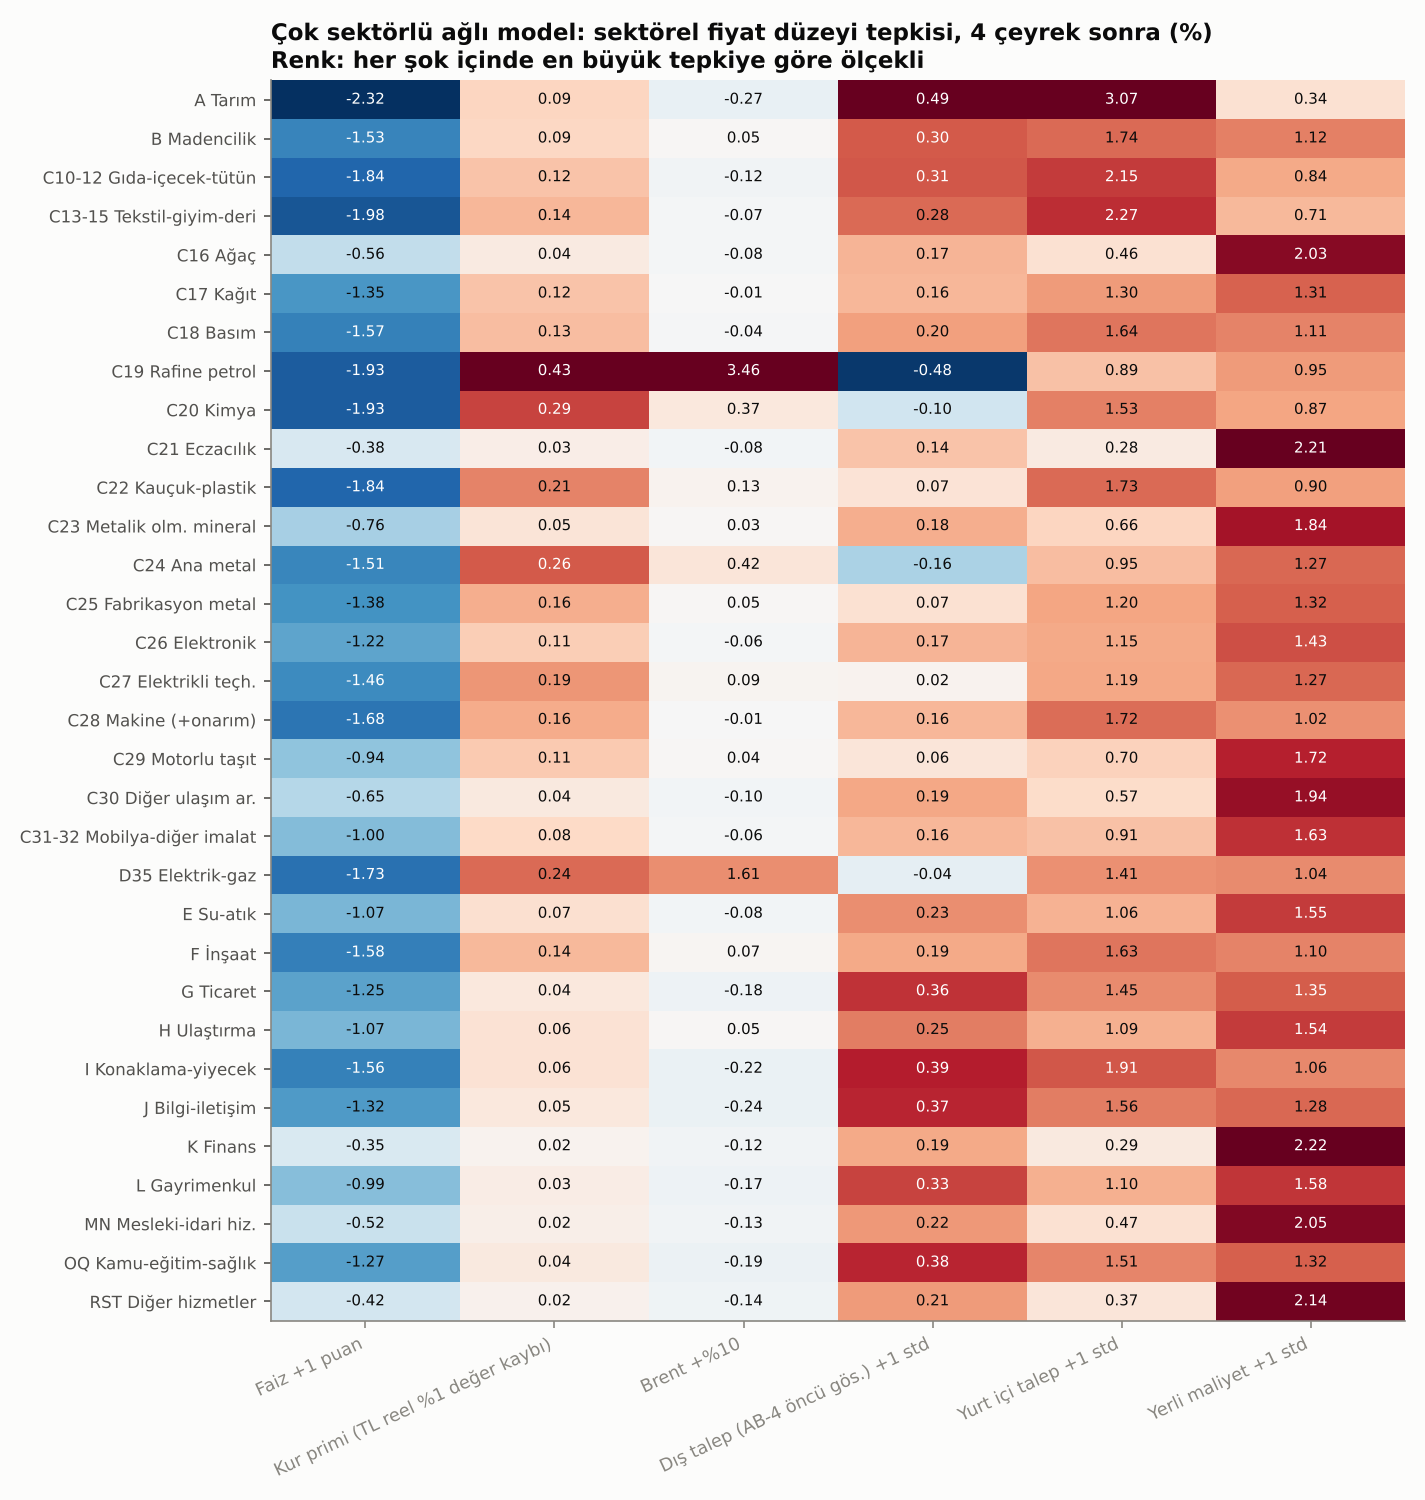 Çok sektörlü ağlı model: sektörel fiyat düzeyi tepkisi, 4 çeyrek sonra (%)
Renk: her şok içinde en büyük tepkiye göre ölçekli
A Tarım -2.32 0.09 -0.27 0.49 3.07 0.34
B Madencilik -1.53 0.09 0.05 0.30 1.74 1.12
C10-12 Gıda-içecek-tütün -1.84 0.12 -0.12 0.31 2.15 0.84
C13-15 Tekstil-giyim-deri -1.98 0.14 -0.07 0.28 2.27 0.71
C16 Ağaç -0.56 0.04 -0.08 0.17 0.46 2.03
C17 Kağıt -1.35 0.12 -0.01 0.16 1.30 1.31
C18 Basım -1.57 0.13 -0.04 0.20 1.64 1.11
C19 Rafine petrol -1.93 0.43 3.46 -0.48 0.89 0.95
C20 Kimya -1.93 0.29 0.37 -0.10 1.53 0.87
C21 Eczacılık -0.38 0.03 -0.08 0.14 0.28 2.21
C22 Kauçuk-plastik -1.84 0.21 0.13 0.07 1.73 0.90
C23 Metalik olm. mineral -0.76 0.05 0.03 0.18 0.66 1.84
C24 Ana metal -1.51 0.26 0.42 -0.16 0.95 1.27
C25 Fabrikasyon metal -1.38 0.16 0.05 0.07 1.20 1.32
C26 Elektronik -1.22 0.11 -0.06 0.17 1.15 1.43
C27 Elektrikli teçh. -1.46 0.19 0.09 0.02 1.19 1.27
C28 Makine (+onarım) -1.68 0.16 -0.01 0.16 1.72 1.02
C29 Motorlu taşıt -0.94 0.11 0.04 0.06 0.70 1.72
C30 Diğer ulaşım ar. -0.65 0.04 -0.10 0.19 0.57 1.94
C31-32 Mobilya-diğer imalat -1.00 0.08 -0.06 0.16 0.91 1.63
D35 Elektrik-gaz -1.73 0.24 1.61 -0.04 1.41 1.04
E Su-atık -1.07 0.07 -0.08 0.23 1.06 1.55
F İnşaat -1.58 0.14 0.07 0.19 1.63 1.10
G Ticaret -1.25 0.04 -0.18 0.36 1.45 1.35
H Ulaştırma -1.07 0.06 0.05 0.25 1.09 1.54
I Konaklama-yiyecek -1.56 0.06 -0.22 0.39 1.91 1.06
J Bilgi-iletişim -1.32 0.05 -0.24 0.37 1.56 1.28
K Finans -0.35 0.02 -0.12 0.19 0.29 2.22
L Gayrimenkul -0.99 0.03 -0.17 0.33 1.10 1.58
MN Mesleki-idari hiz. -0.52 0.02 -0.13 0.22 0.47 2.05
OQ Kamu-eğitim-sağlık -1.27 0.04 -0.19 0.38 1.51 1.32
RST Diğer hizmetler -0.42 0.02 -0.14 0.21 0.37 2.14
Faiz +1 puan
Kur primi (TL reel %1 değer kaybı)
Brent +%10
Dış talep (AB-4 öncü gös.) +1 std
Yurt içi talep +1 std
Yerli maliyet +1 std